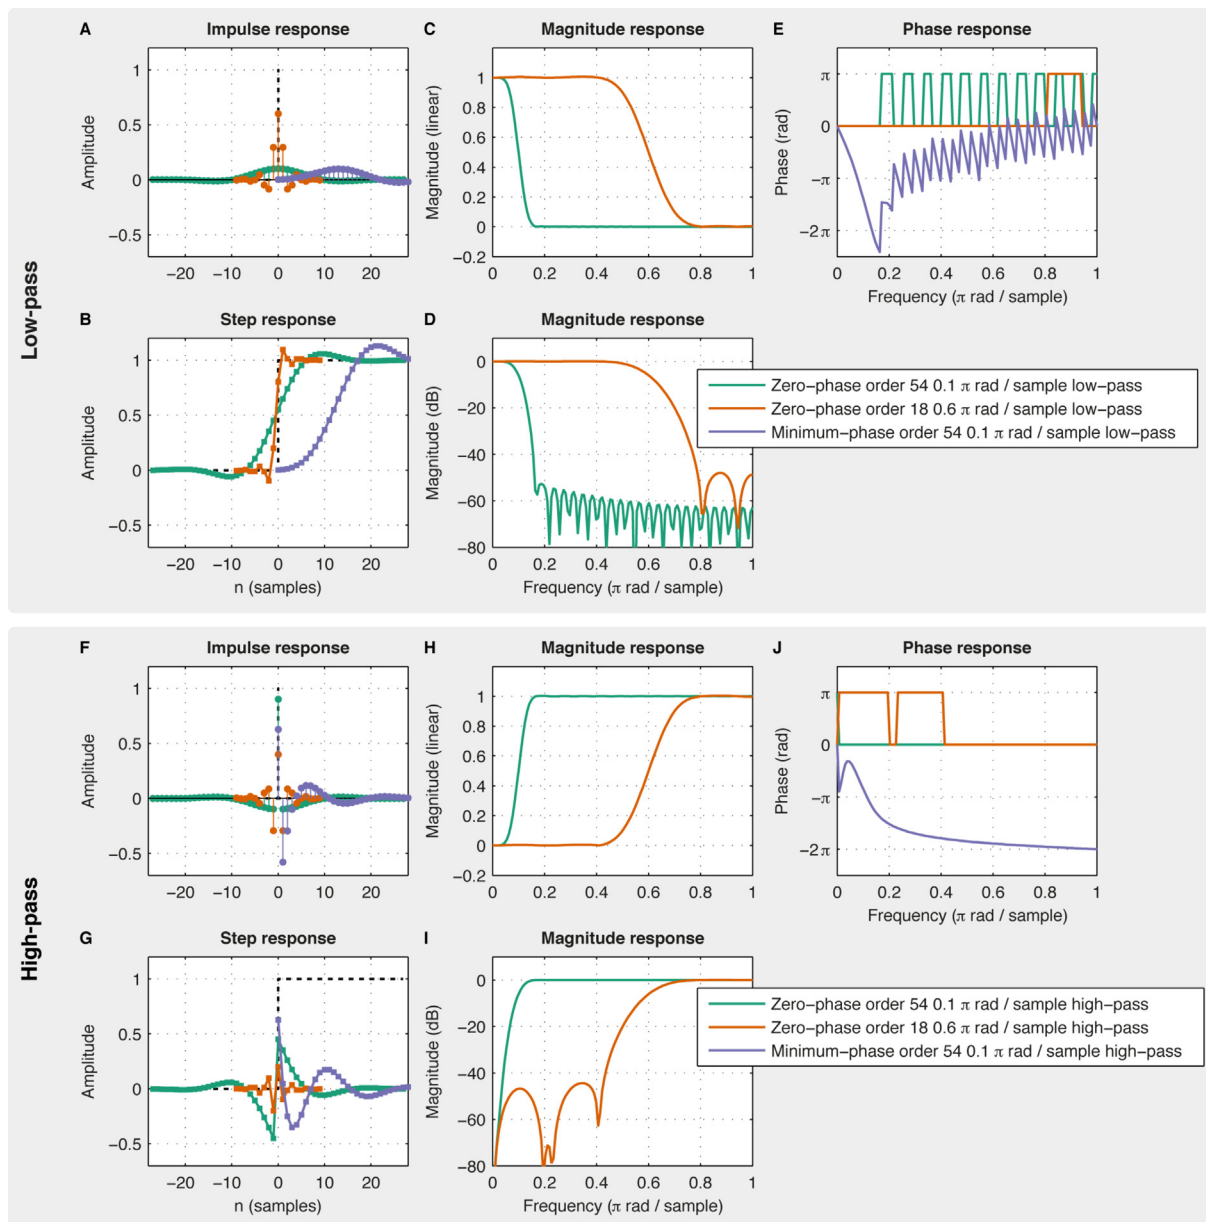 Low-pass
A Impulse response
1
0.5
0
−0.5
Amplitude
−20 −10 0 10 20
C Magnitude response
1
0.8
0.6
0.4
0.2
0
−0.2
Magnitude (linear)
0 0.2 0.4 0.6 0.8 1
E Phase response
π
0
−π
−2 π
Phase (rad)
0 0.2 0.4 0.6 0.8 1
Frequency (π rad / sample)
B Step response
1
0.5
0
−0.5
Amplitude
−20 −10 0 10 20
n (samples)
D Magnitude response
0
−20
−40
−60
−80
Magnitude (dB)
0 0.2 0.4 0.6 0.8 1
Frequency (π rad / sample)
Zero−phase order 54 0.1 π rad / sample low−pass
Zero−phase order 18 0.6 π rad / sample low−pass
Minimum−phase order 54 0.1 π rad / sample low−pass
High-pass
F Impulse response
1
0.5
0
−0.5
Amplitude
−20 −10 0 10 20
H Magnitude response
1
0.8
0.6
0.4
0.2
0
−0.2
Magnitude (linear)
0 0.2 0.4 0.6 0.8 1
J Phase response
π
0
−π
−2 π
Phase (rad)
0 0.2 0.4 0.6 0.8 1
Frequency (π rad / sample)
G Step response
1
0.5
0
−0.5
Amplitude
−20 −10 0 10 20
n (samples)
I Magnitude response
0
−20
−40
−60
−80
Magnitude (dB)
0 0.2 0.4 0.6 0.8 1
Frequency (π rad / sample)
Zero−phase order 54 0.1 π rad / sample high−pass
Zero−phase order 18 0.6 π rad / sample high−pass
Minimum−phase order 54 0.1 π rad / sample high−pass